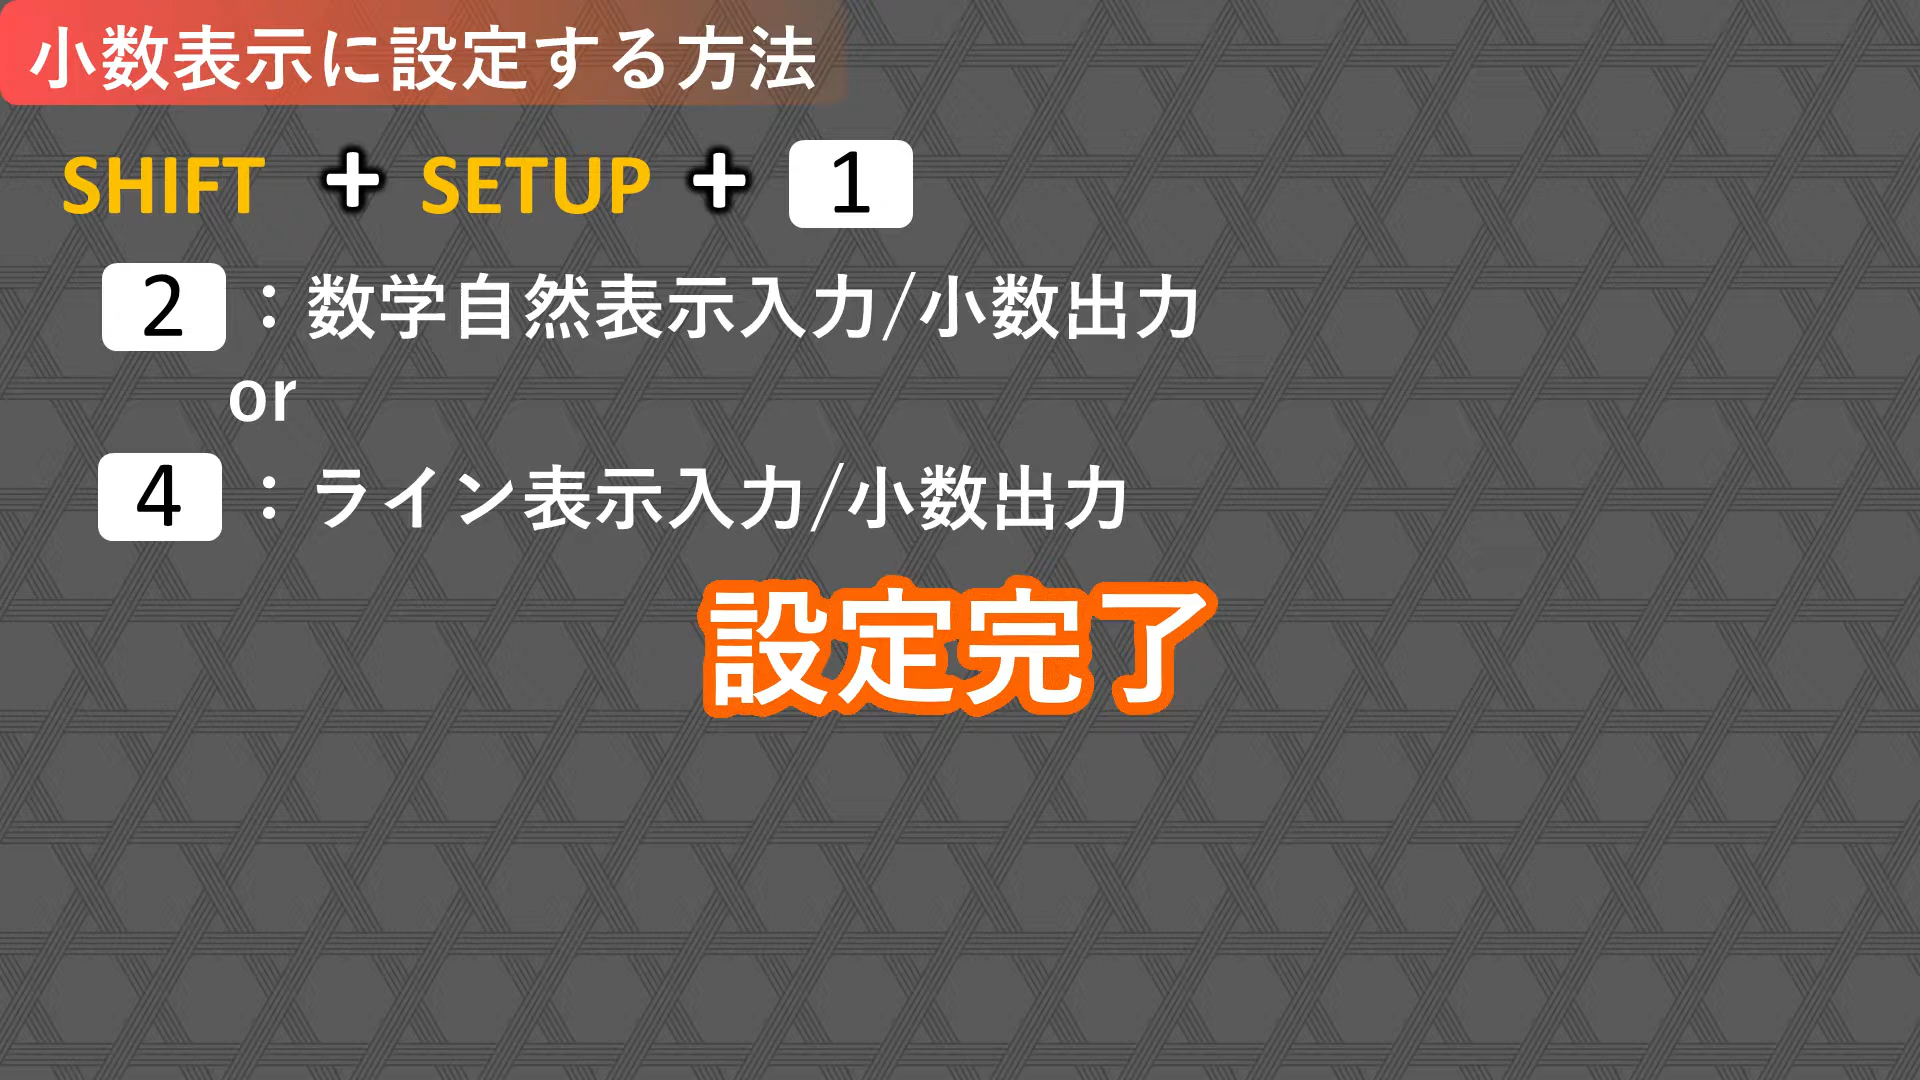 小数表示に設定する方法
SHIFT + SETUP + 1
2 : 数学自然表示入力/小数出力
or
4 : ライン表示入力/小数出力
設定完了